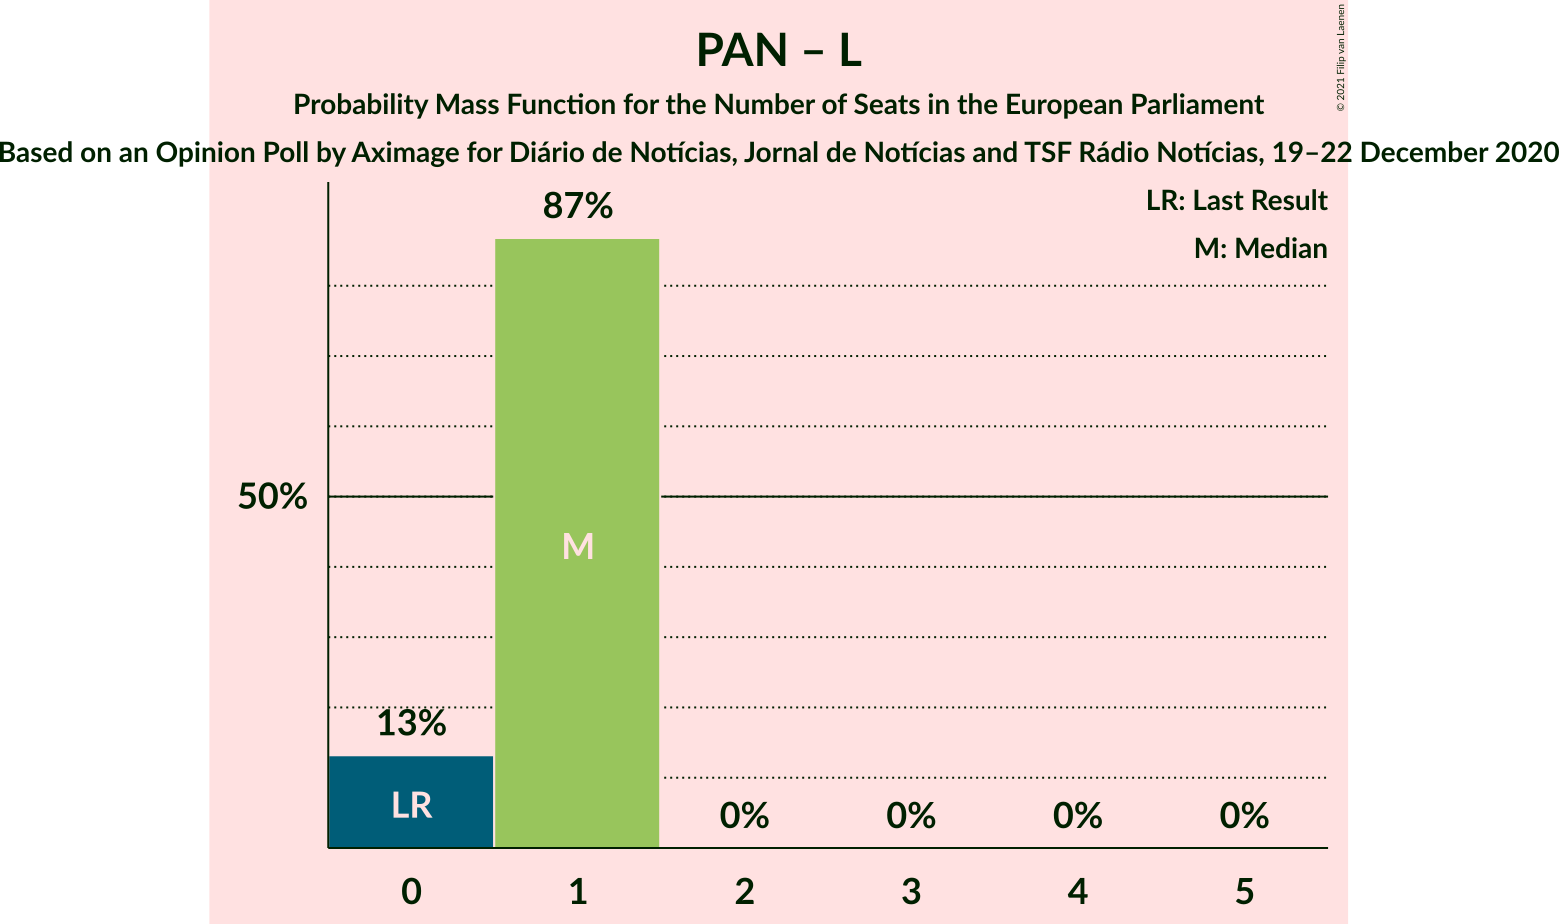 PAN – L
Probability Mass Function for the Number of Seats in the European Parliament
Based on an Opinion Poll by Aximage for Diário de Notícias, Jornal de Notícias and TSF Rádio Notícias, 19–22 December 2020
© 2021 Filip van Laenen
LR: Last Result
M: Median
87%
50%
M
13%
LR
0% 0% 0% 0%
0 1 2 3 4 5